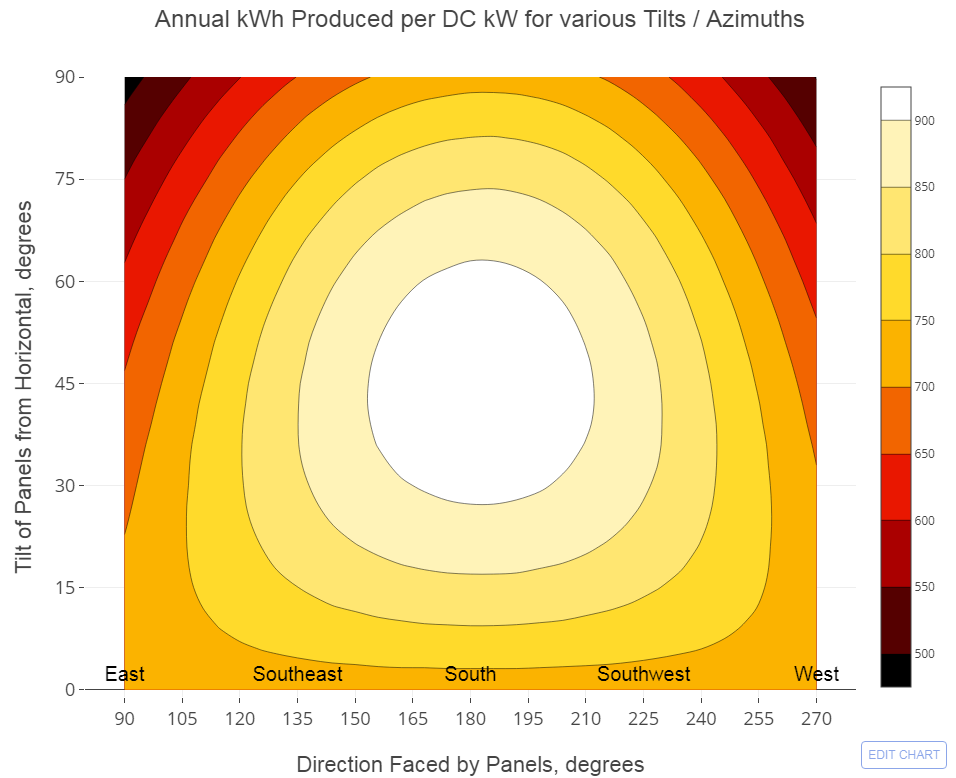 Annual kWh Produced per DC kW for various Tilts / Azimuths
90
75
60
45
30
15
0
Tilt of Panels from Horizontal, degrees
East Southeast South Southwest West
90 105 120 135 150 165 180 195 210 225 240 255 270
Direction Faced by Panels, degrees
900
850
800
750
700
650
600
550
500
EDIT CHART